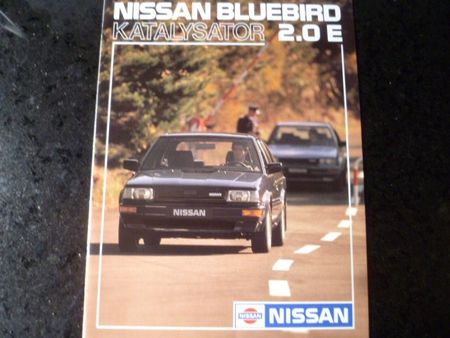 NISSAN BLUEBIRD
KATALYSATOR 2.0 E
NISSAN
NISSAN NISSAN